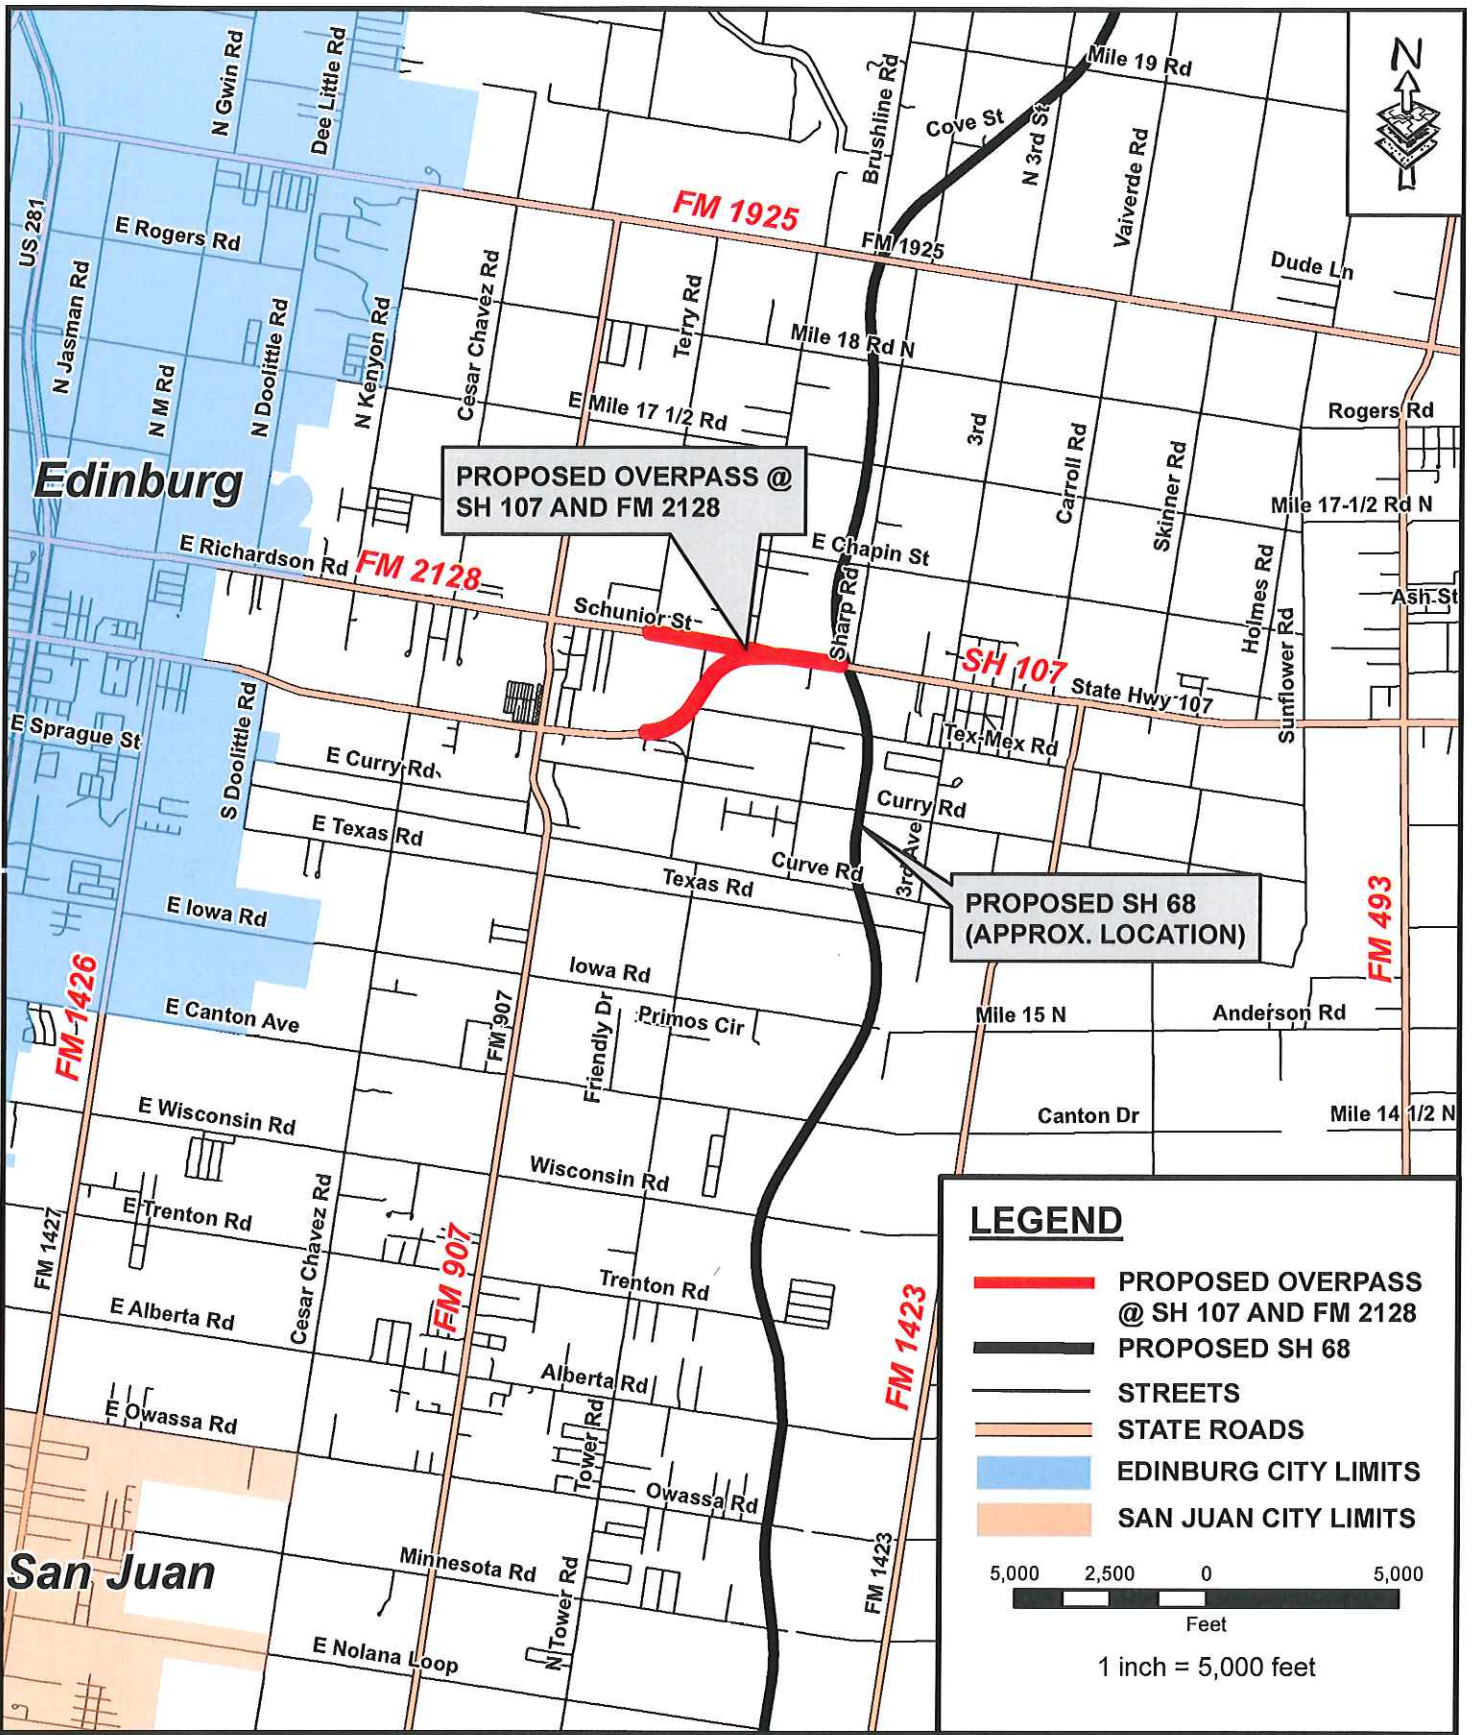 N
Mile 19 Rd
N Gwin Rd
Dee Little Rd
Brushline Rd
Cove St
N 3rd St
Vaiverde Rd
FM 1925
FM 1925
US 281
E Rogers Rd
Dude Ln
N Jasman Rd
N M Rd
N Doolittle Rd
N Kenyon Rd
Cesar Chavez Rd
Terry Rd
Mile 18 Rd N
E Mile 17 1/2 Rd
3rd
Carroll Rd
Skinner Rd
Rogers Rd
Edinburg
PROPOSED OVERPASS @
SH 107 AND FM 2128
Mile 17-1/2 Rd N
E Richardson Rd
FM 2128
E Chapin St
Holmes Rd
Ash St
Schunior St
Sharp Rd
SH 107
State Hwy 107
Sunflower Rd
E Sprague St
S Doolittle Rd
Tex-Mex Rd
E Curry Rd
Curry Rd
E Texas Rd
3rd Ave
Curve Rd
Texas Rd
PROPOSED SH 68
(APPROX. LOCATION)
FM 493
E Iowa Rd
Iowa Rd
FM 1426
E Canton Ave
FM 907
Friendly Dr
Primos Cir
Mile 15 N
Anderson Rd
E Wisconsin Rd
Canton Dr
Mile 14 1/2 N
Wisconsin Rd
E Trenton Rd
Cesar Chavez Rd
FM 1427
FM 907
Trenton Rd
E Alberta Rd
FM 1423
Alberta Rd
E Owassa Rd
Tower Rd
Owassa Rd
San Juan
Minnesota Rd
N Tower Rd
FM 1423
E Nolana Loop
LEGEND
PROPOSED OVERPASS
@ SH 107 AND FM 2128
PROPOSED SH 68
STREETS
STATE ROADS
EDINBURG CITY LIMITS
SAN JUAN CITY LIMITS
5,000 2,500 0 5,000
Feet
1 inch = 5,000 feet